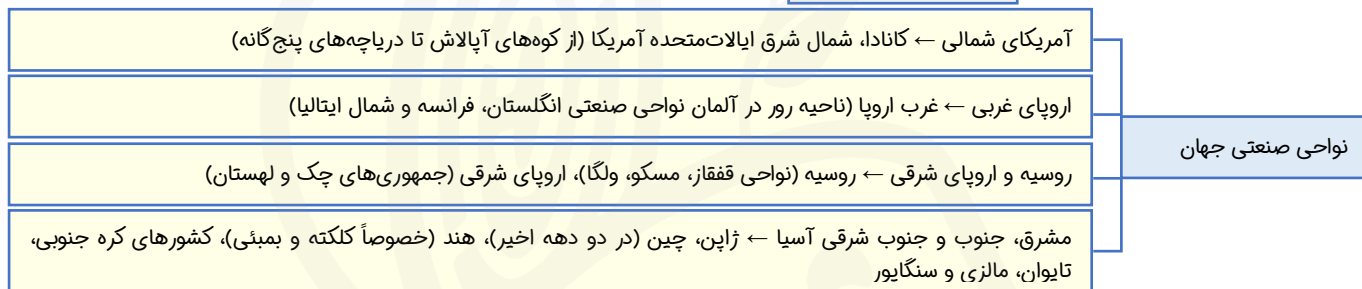 نواحی صنعتی جهان
آمریکای شمالی ← کانادا، شمال شرق ایالات‌متحده آمریکا (از کوه‌های آپالاش تا دریاچه‌های پنج‌گانه)
اروپای غربی ← غرب اروپا (ناحیه رور در آلمان نواحی صنعتی انگلستان، فرانسه و شمال ایتالیا)
روسیه و اروپای شرقی ← روسیه (نواحی قفقاز، مسکو، ولگا)، اروپای شرقی (جمهوری‌های چک و لهستان)
مشرق، جنوب و جنوب شرقی آسیا ← ژاپن، چین (در دو دهه اخیر)، هند (خصوصاً کلکته و بمبئی)، کشورهای کره جنوبی،
تایوان، مالزی و سنگاپور